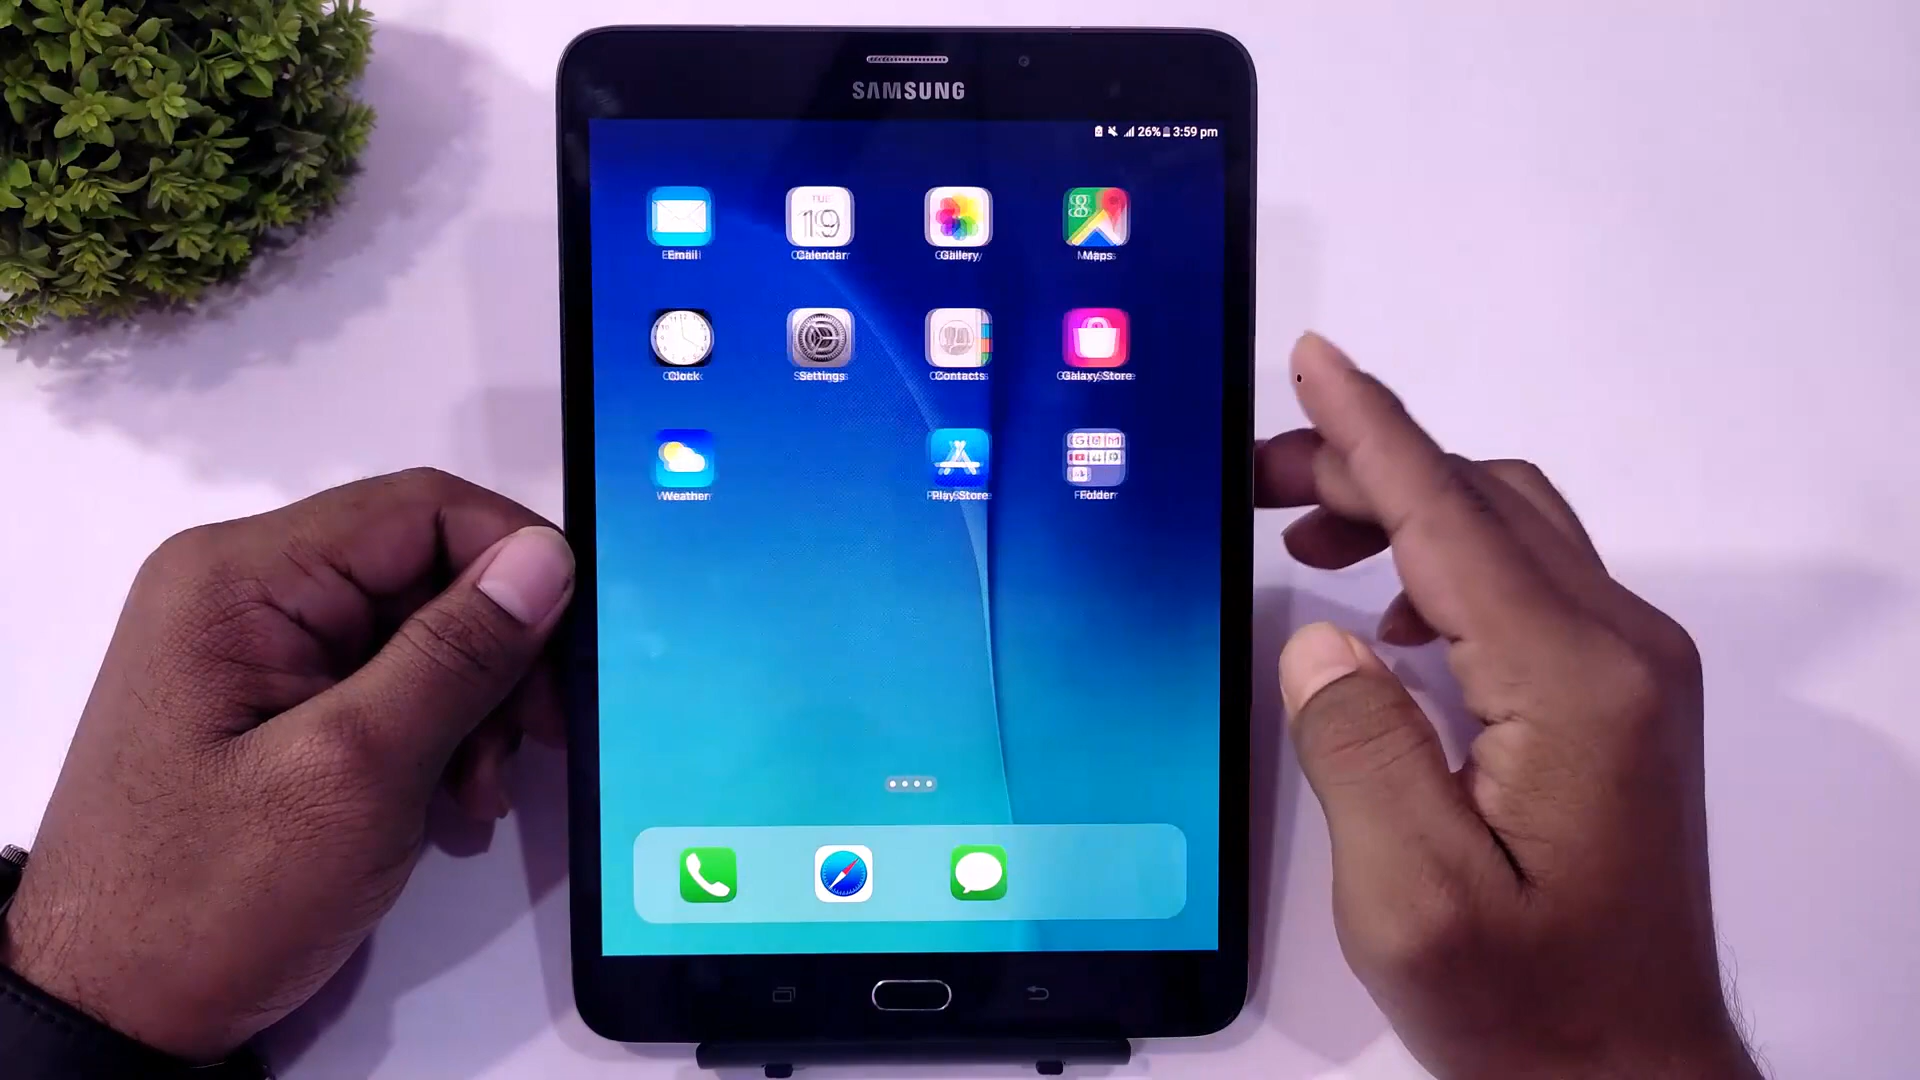 SAMSUNG
26% 3:59 pm
TUE
19
Email
Calendar
Gallery
Maps
Clock
Settings
Contacts
Galaxy Store
Weather
Play Store
Folder